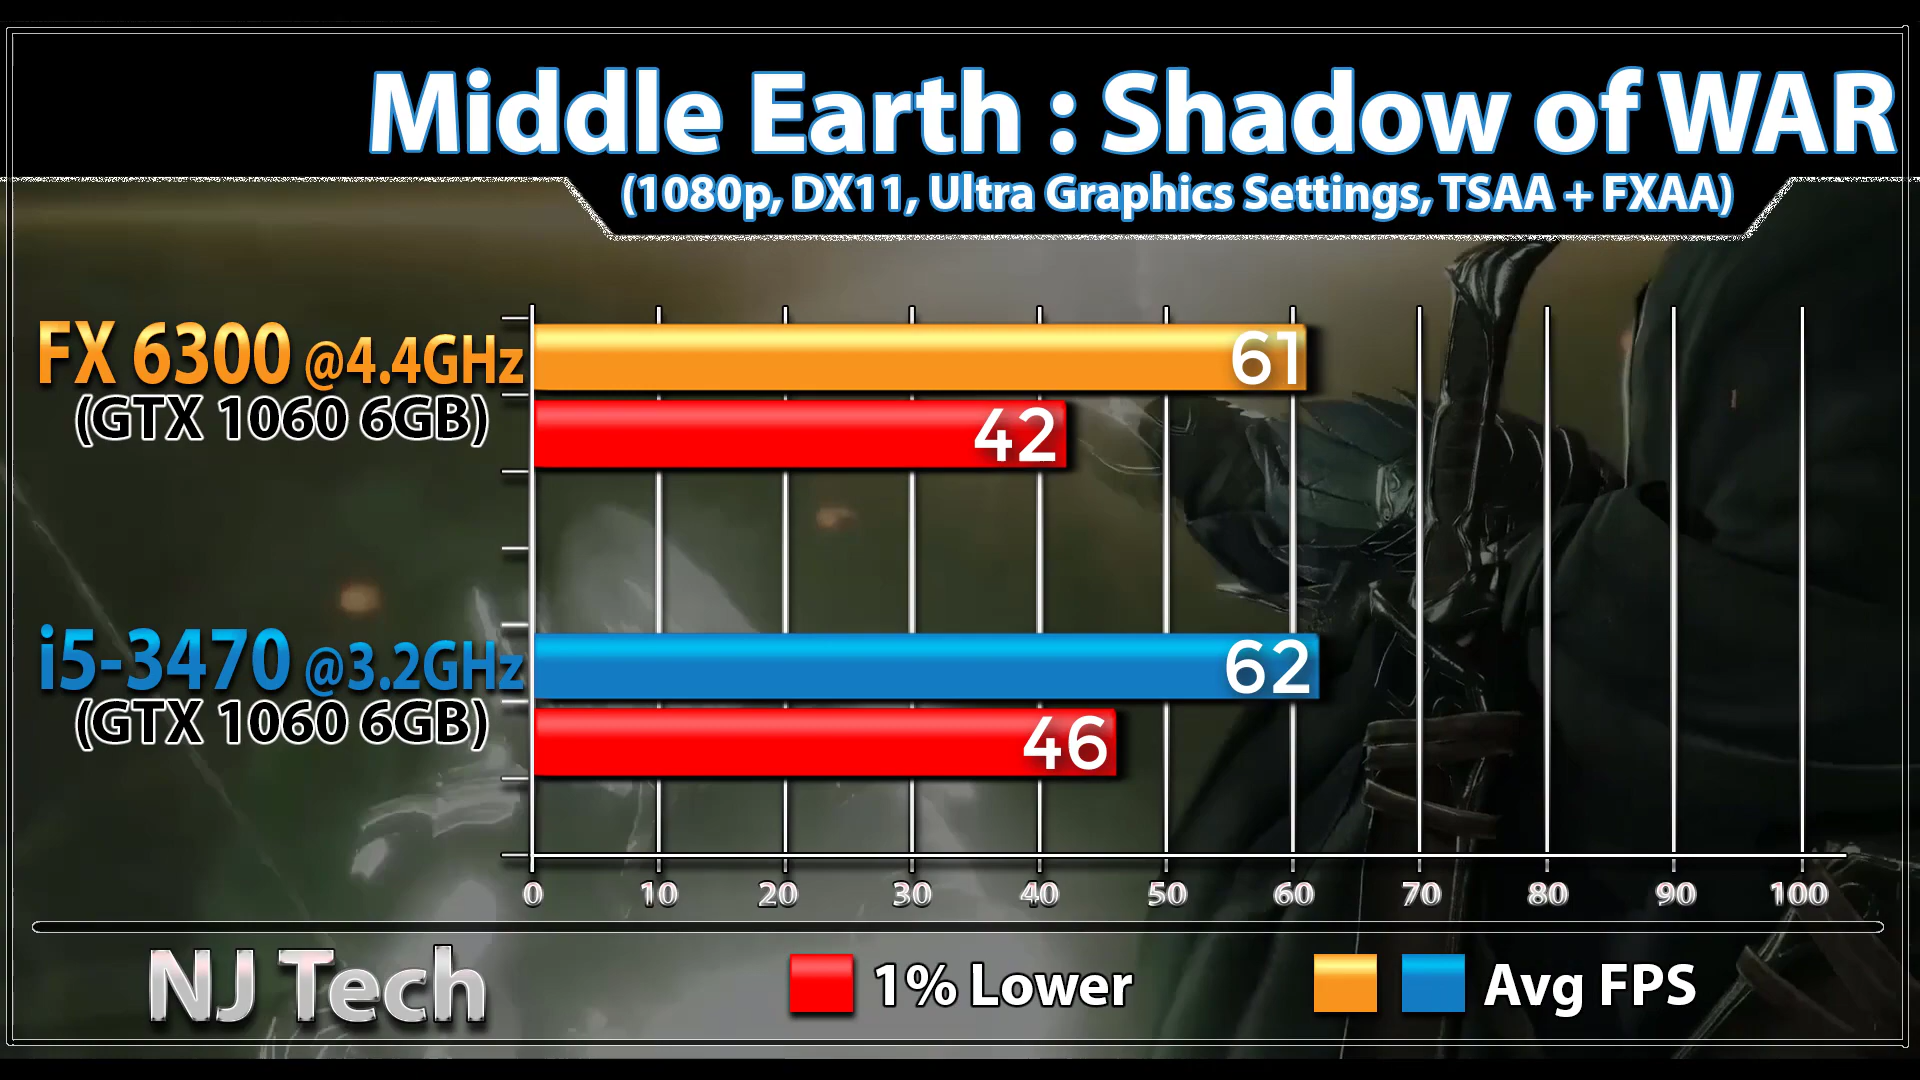 Middle Earth : Shadow of WAR
(1080p, DX11, Ultra Graphics Settings, TSAA + FXAA)
FX 6300 @4.4GHz
(GTX 1060 6GB)
61
42
i5-3470 @3.2GHz
(GTX 1060 6GB)
62
46
0 10 20 30 40 50 60 70 80 90 100
NJ Tech
1% Lower
Avg FPS